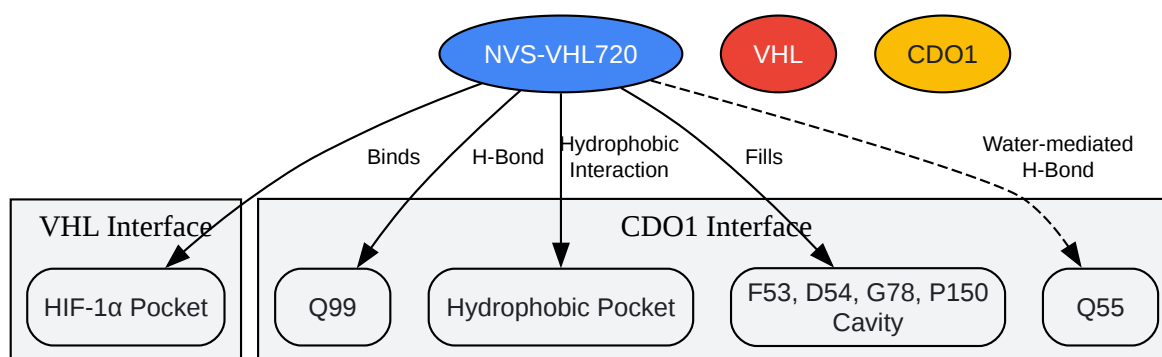 NVS-VHL720
VHL
CDO1
Binds
H-Bond
Hydrophobic
Interaction
Fills
Water-mediated
H-Bond
VHL Interface
CDO1 Interface
HIF-1α Pocket
Q99
Hydrophobic Pocket
F53, D54, G78, P150
Cavity
Q55